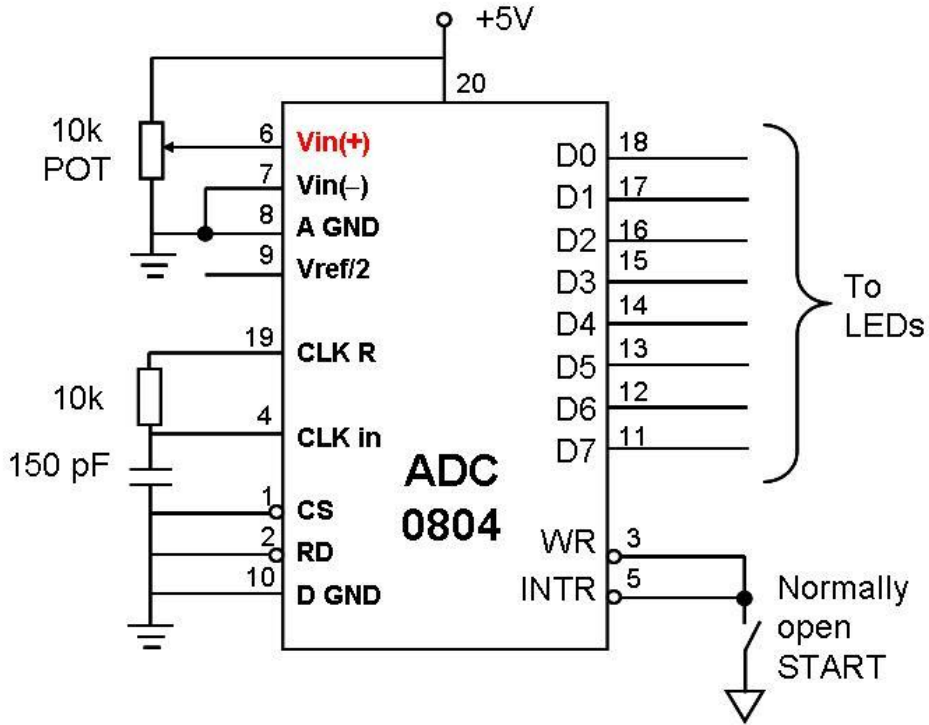 +5V
20
10k
POT
6
Vin(+)
7
Vin(–)
8
A GND
9
Vref/2
19
CLK R
10k
4
CLK in
150 pF
1
CS
2
RD
10
D GND
ADC
0804
D0
18
D1
17
D2
16
D3
15
D4
14
D5
13
D6
12
D7
11
To
LEDs
WR
3
INTR
5
Normally
open
START